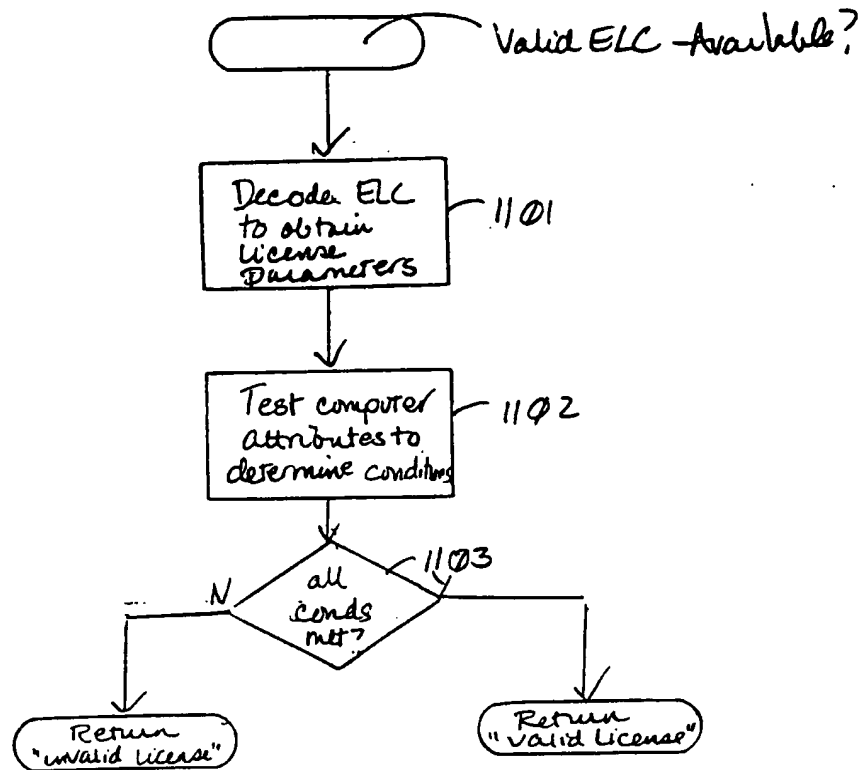 Valid ELC Available?
Decode ELC
to obtain
License
Parameters
1101
Test computer
attributes to
determine conditions
1102
1103
N
all
conds
met?
Return
"invalid license"
Return
"valid license"